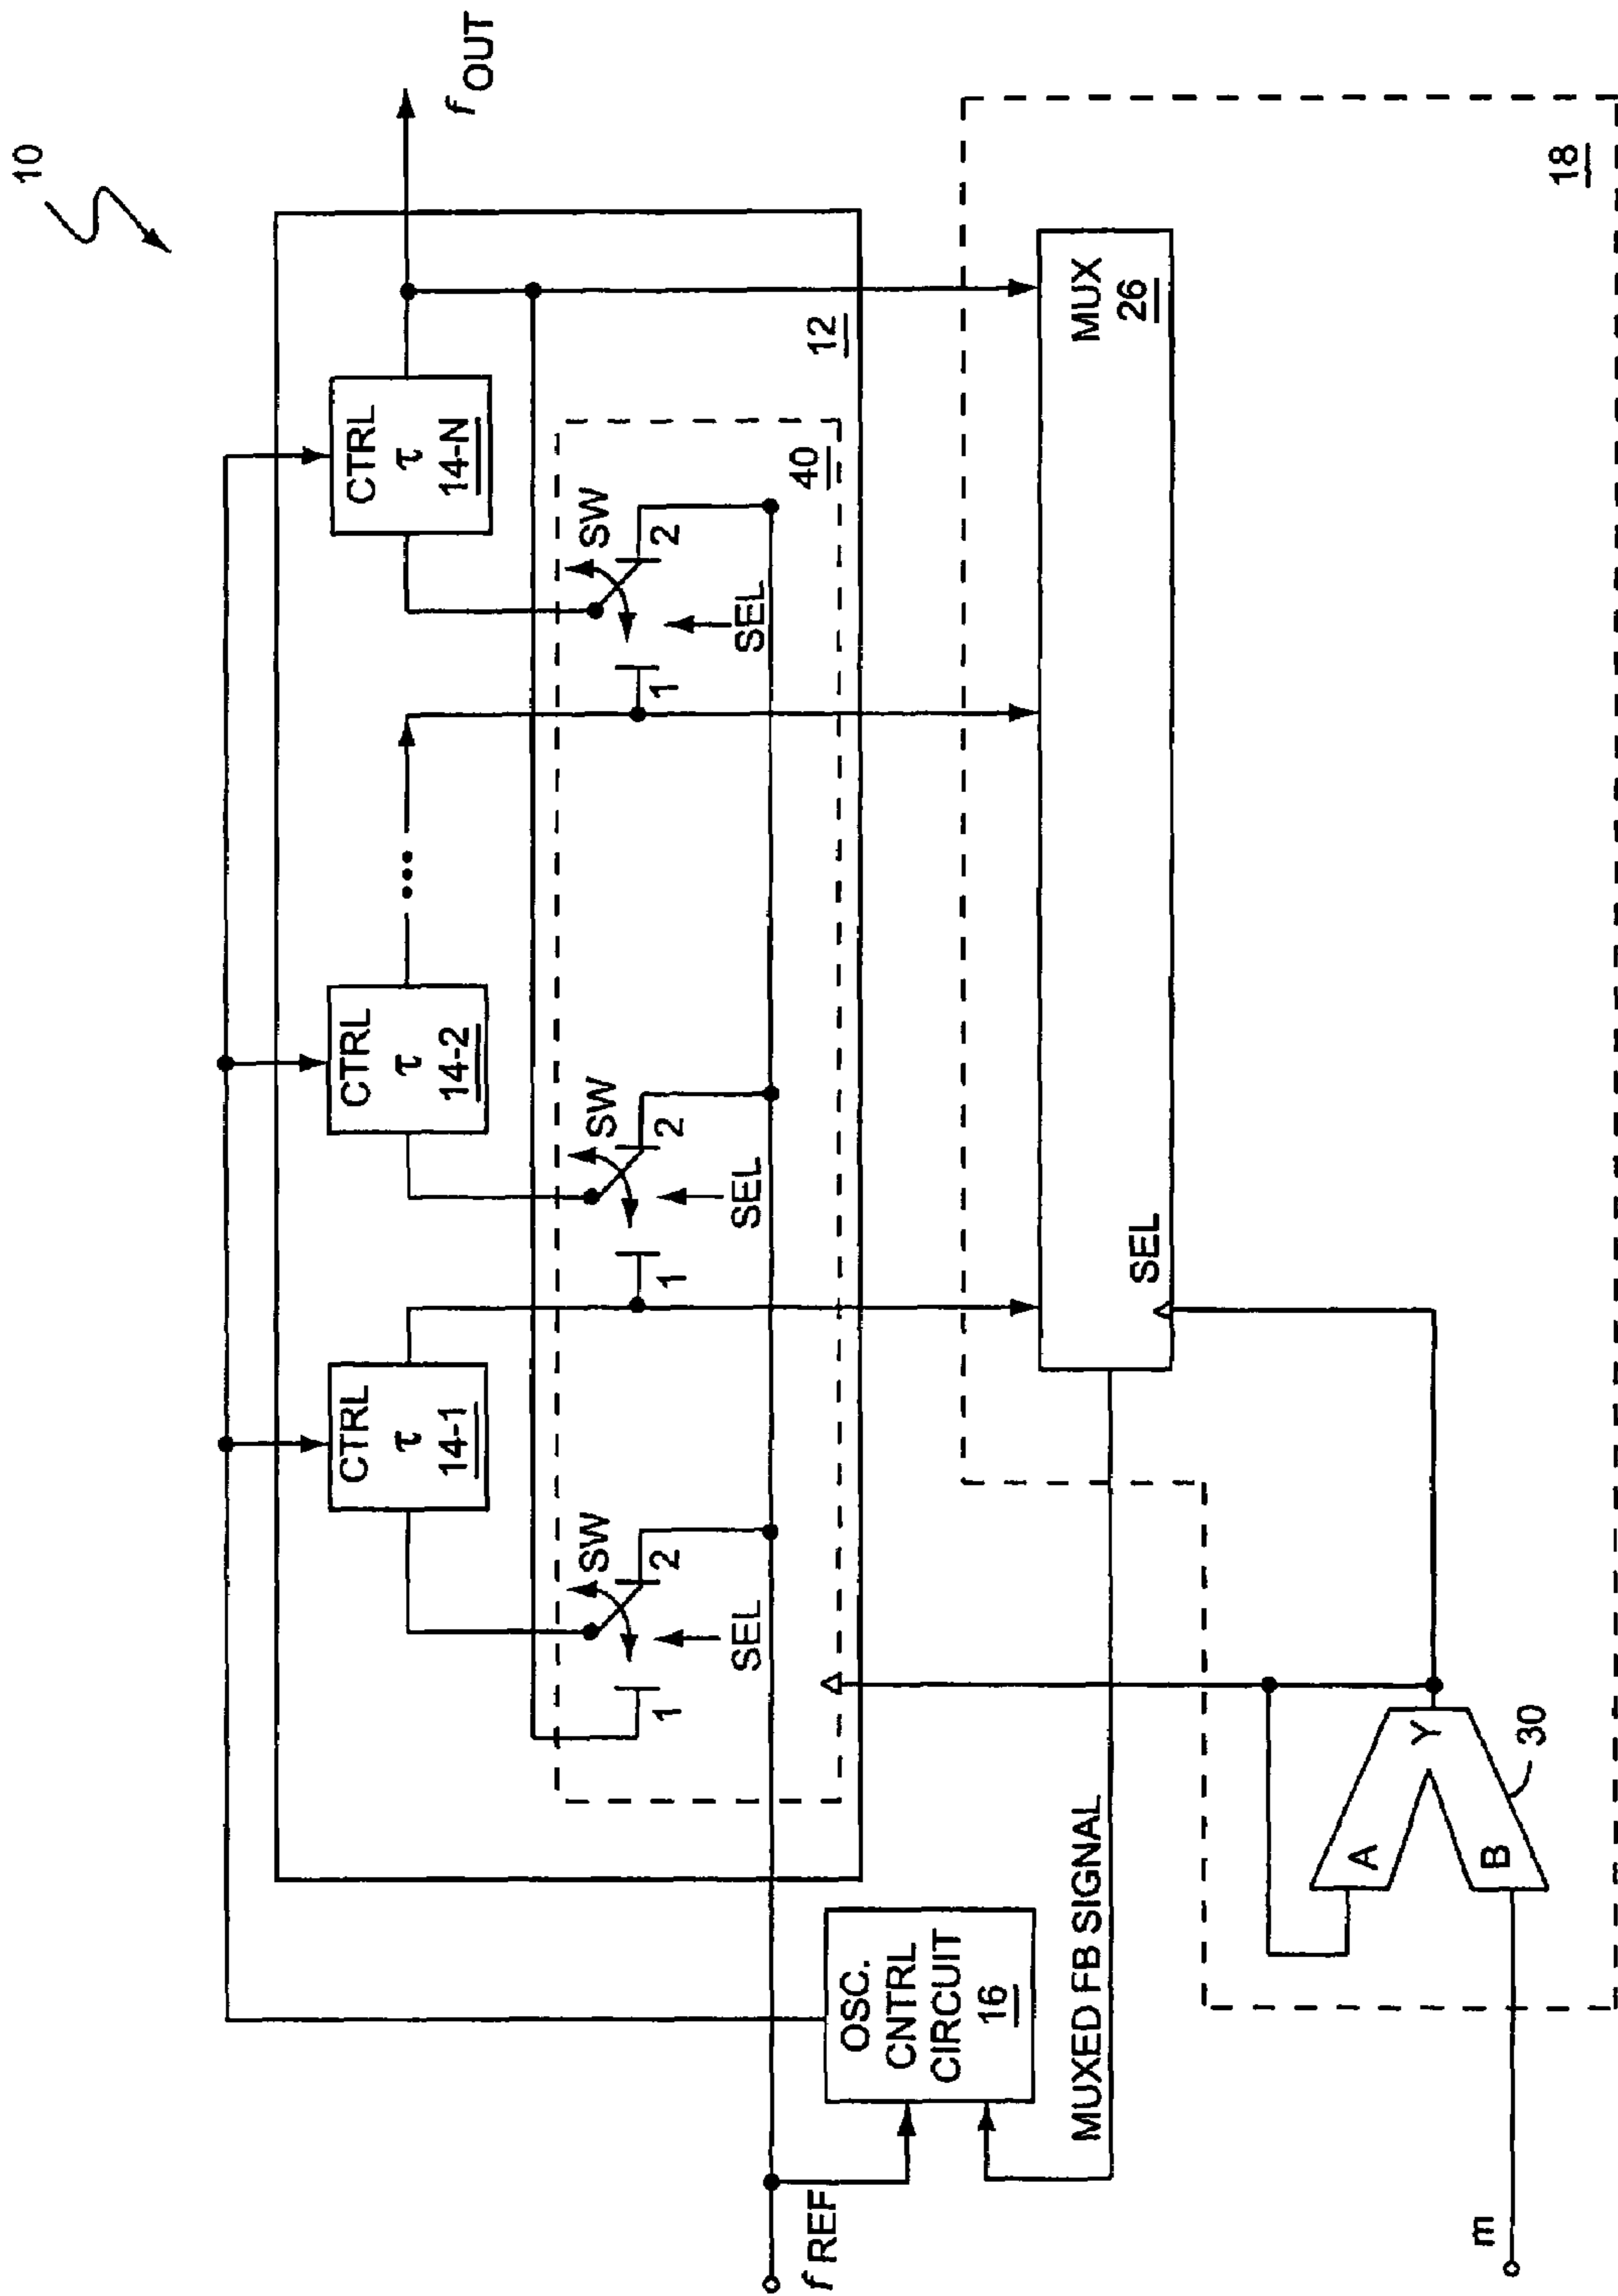 10
CTRL
τ
14-1
CTRL
τ
14-2
...
CTRL
τ
14-N
f OUT
SW
1
2
SEL
SW
1
2
SEL
SW
1
2
SEL
40
12
OSC.
CNTRL
CIRCUIT
16
f REF
MUXED FB SIGNAL
MUX
26
SEL
A
B
Y
30
m
18